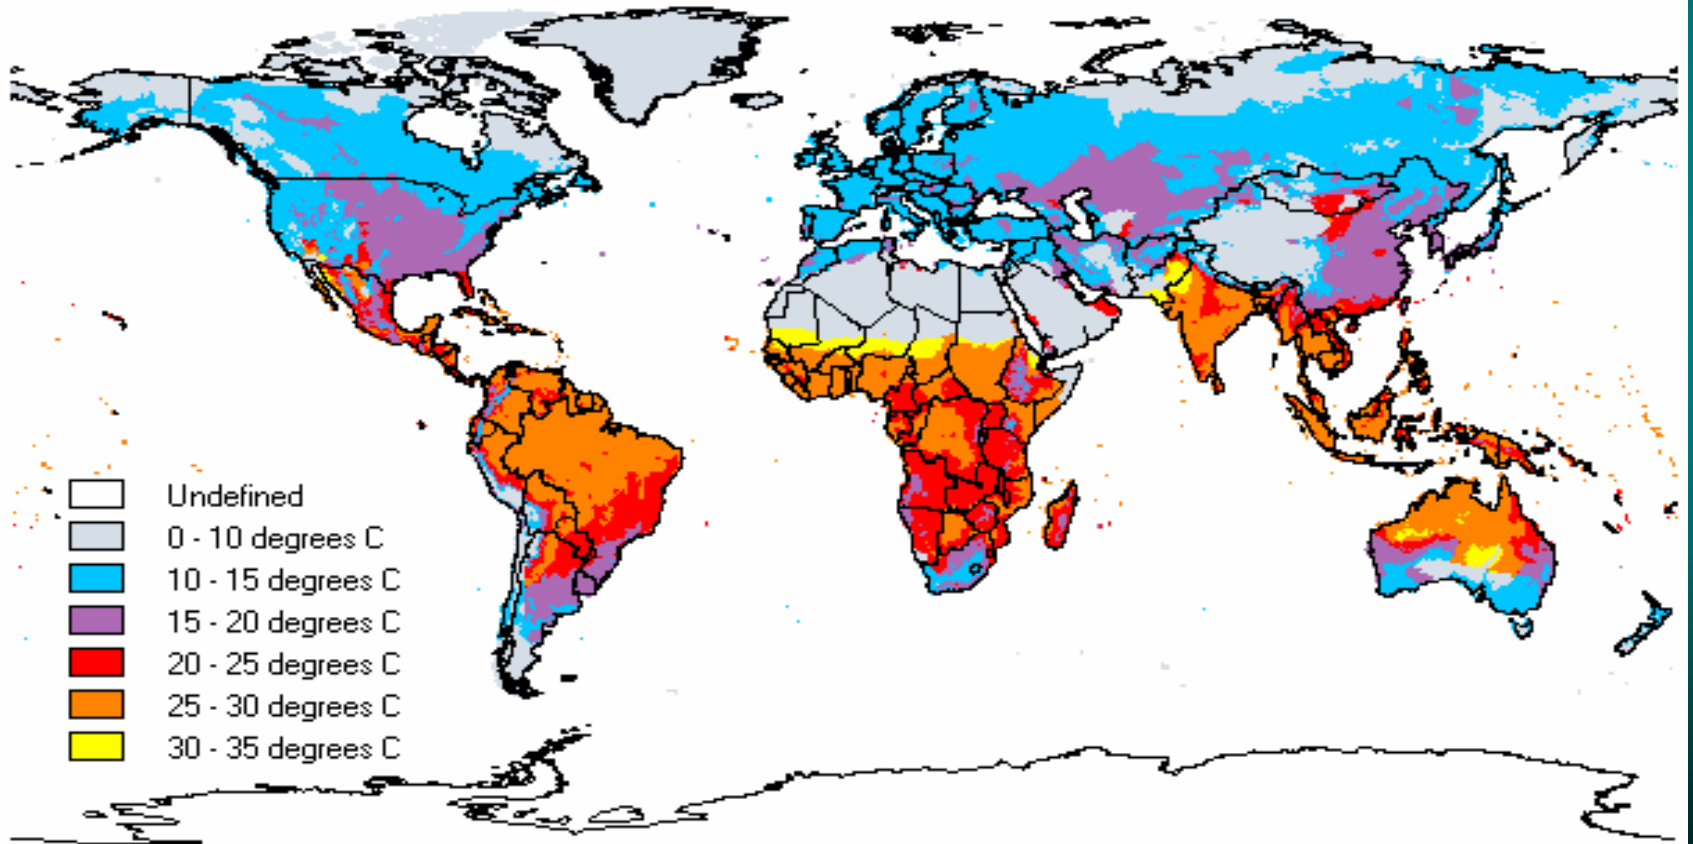 Undefined
0 - 10 degrees C
10 - 15 degrees C
15 - 20 degrees C
20 - 25 degrees C
25 - 30 degrees C
30 - 35 degrees C